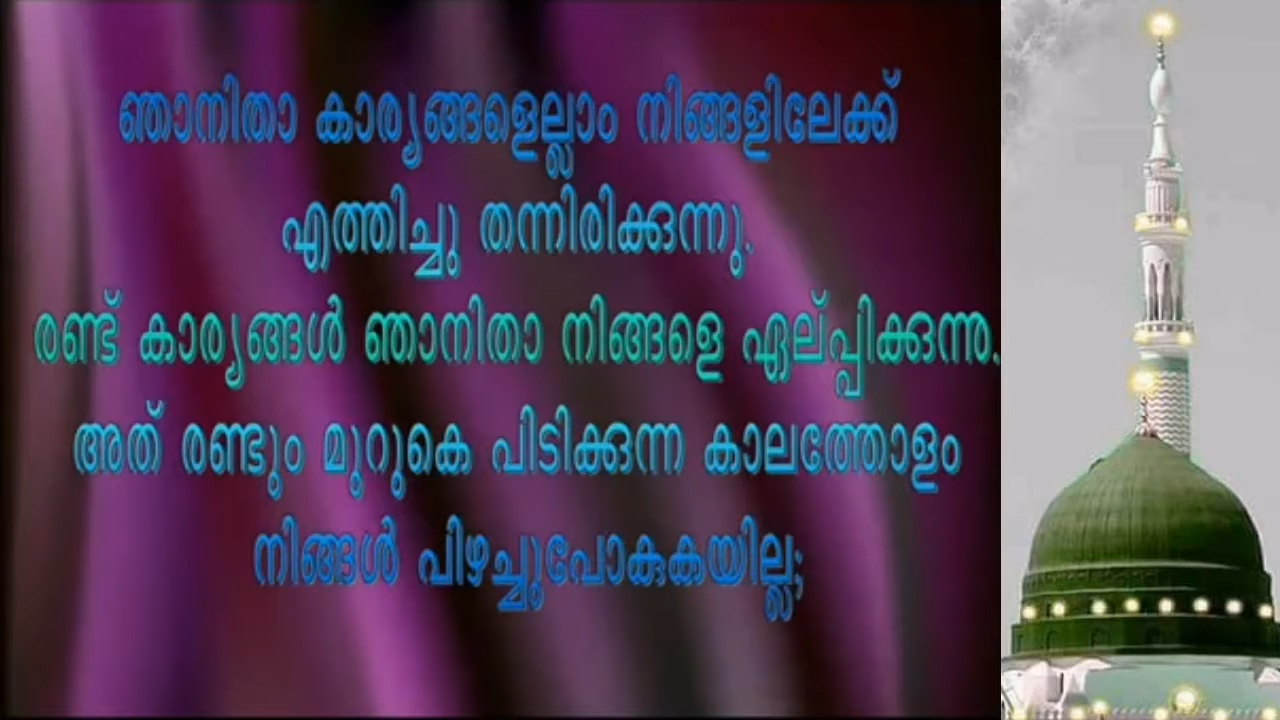 ഞാനിതാ കാര്യങ്ങളെല്ലാം നിങ്ങളിലേക്ക്
എത്തിച്ചു തന്നിരിക്കുന്നു.
രണ്ട് കാര്യങ്ങൾ ഞാനിതാ നിങ്ങളെ ഏല്പ്പിക്കുന്നു.
അത് രണ്ടും മുറുകെ പിടിക്കുന്ന കാലത്തോളം
നിങ്ങൾ പിഴച്ചുപോകുകയില്ല;